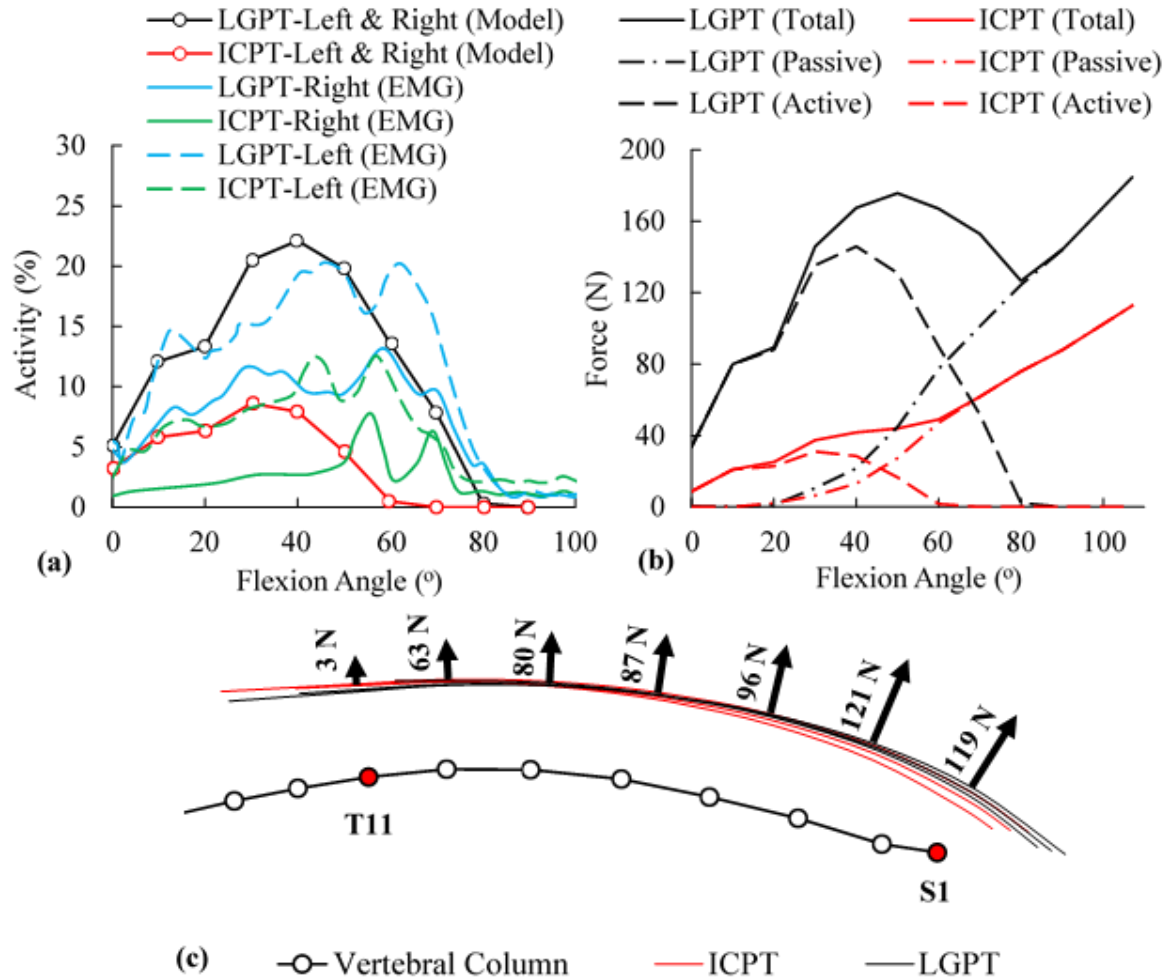 LGPT-Left & Right (Model)
ICPT-Left & Right (Model)
LGPT-Right (EMG)
ICPT-Right (EMG)
LGPT-Left (EMG)
ICPT-Left (EMG)
30
25
20
15
10
5
0
Activity (%)
0 20 40 60 80 100
Flexion Angle (º)
(a)
LGPT (Total) ICPT (Total)
LGPT (Passive) ICPT (Passive)
LGPT (Active) ICPT (Active)
200
160
120
80
40
0
Force (N)
0 20 40 60 80 100
Flexion Angle (º)
(b)
3 N
63 N
80 N
87 N
96 N
121 N
119 N
T11
S1
(c) Vertebral Column ICPT LGPT